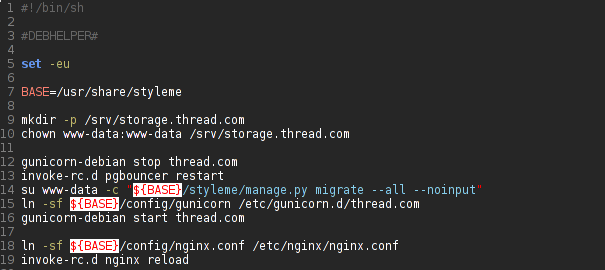 1 #!/bin/sh
2
3 #DEBHELPER#
4
5 set -eu
6
7 BASE=/usr/share/styleme
8
9 mkdir -p /srv/storage.thread.com
10 chown www-data:www-data /srv/storage.thread.com
11
12 gunicorn-debian stop thread.com
13 invoke-rc.d pgbouncer restart
14 su www-data -c "${BASE}/styleme/manage.py migrate --all --noinput"
15 ln -sf ${BASE}/config/gunicorn /etc/gunicorn.d/thread.com
16 gunicorn-debian start thread.com
17
18 ln -sf ${BASE}/config/nginx.conf /etc/nginx/nginx.conf
19 invoke-rc.d nginx reload